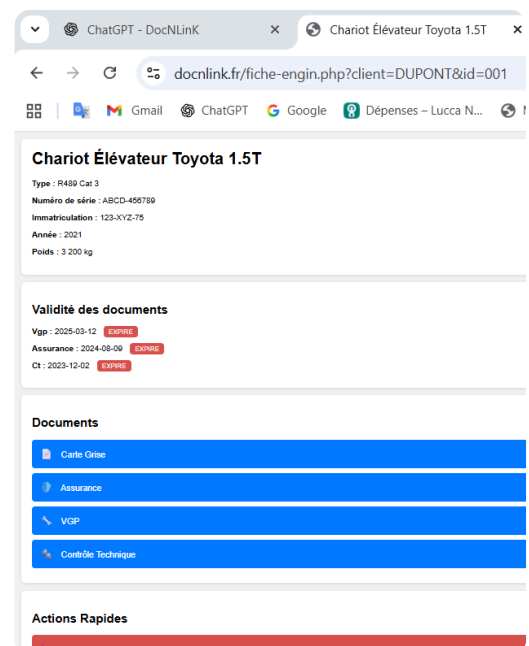 ChatGPT - DocNLinK
Chariot Élévateur Toyota 1.5T
docnlink.fr/fiche-engin.php?client=DUPONT&id=001
Gmail ChatGPT Google Dépenses – Lucca N...
Chariot Élévateur Toyota 1.5T
Type : R489 Cat 3
Numéro de série : ABCD-456789
Immatriculation : 123-XYZ-75
Année : 2021
Poids : 3 200 kg
Validité des documents
Vgp : 2025-03-12 EXPIRE
Assurance : 2024-08-09 EXPIRE
Ct : 2023-12-02 EXPIRE
Documents
Carte Grise
Assurance
VGP
Contrôle Technique
Actions Rapides